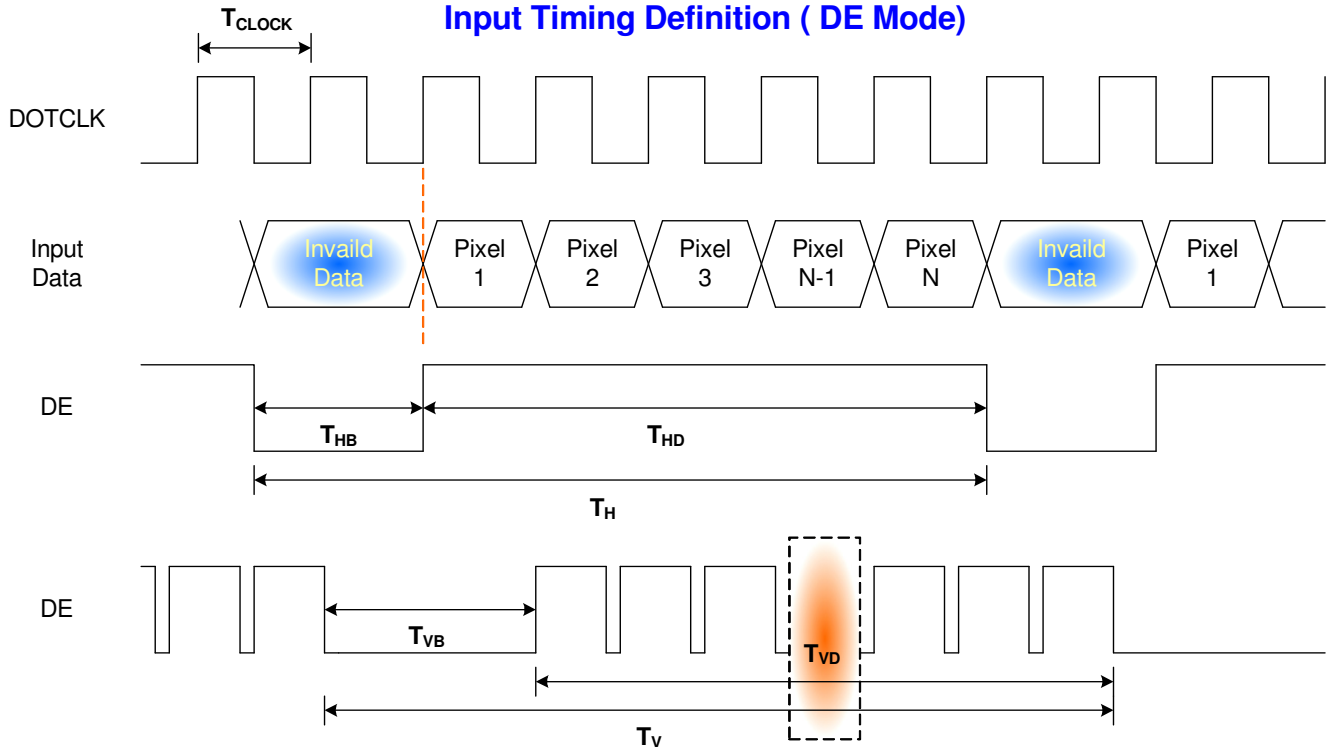 Input Timing Definition ( DE Mode)
TCLOCK
DOTCLK
Input
Data
Invaild
Data
Pixel
1
Pixel
2
Pixel
3
Pixel
N-1
Pixel
N
Invaild
Data
Pixel
1
DE
THB
THD
TH
DE
TVB
TVD
TV